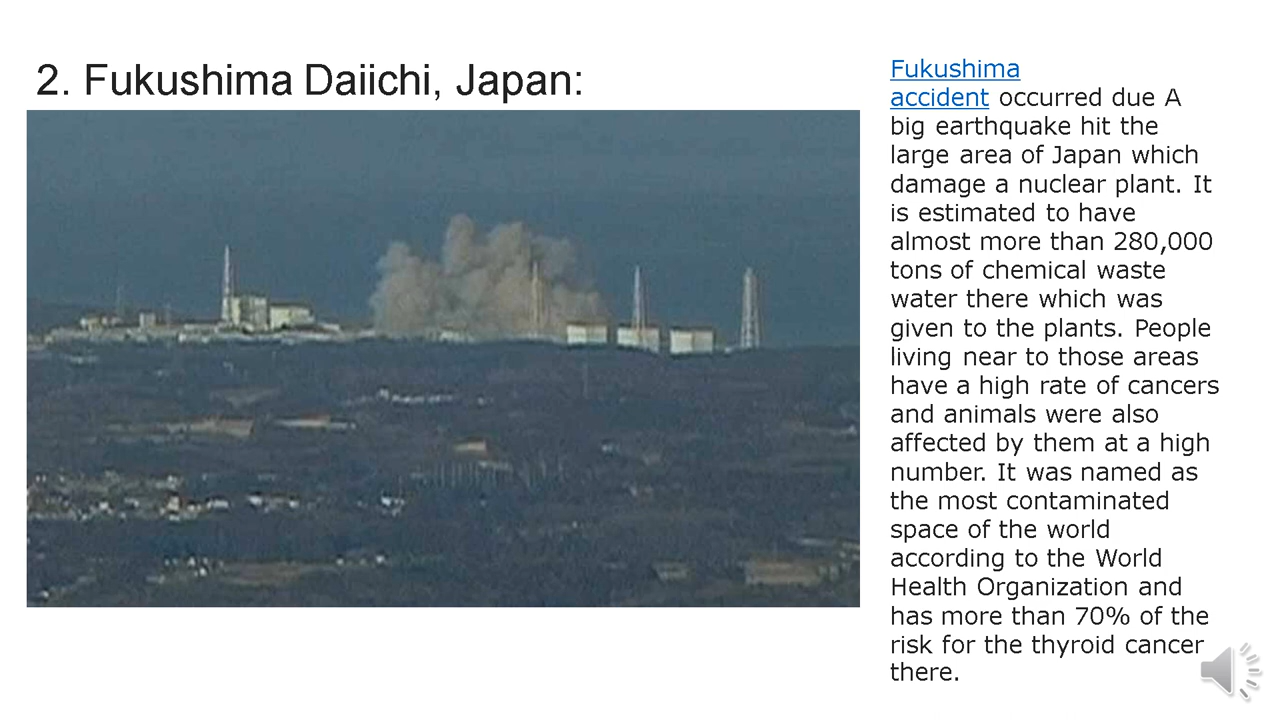 2. Fukushima Daiichi, Japan:
Fukushima
accident occurred due A
big earthquake hit the
large area of Japan which
damage a nuclear plant. It
is estimated to have
almost more than 280,000
tons of chemical waste
water there which was
given to the plants. People
living near to those areas
have a high rate of cancers
and animals were also
affected by them at a high
number. It was named as
the most contaminated
space of the world
according to the World
Health Organization and
has more than 70% of the
risk for the thyroid cancer
there.